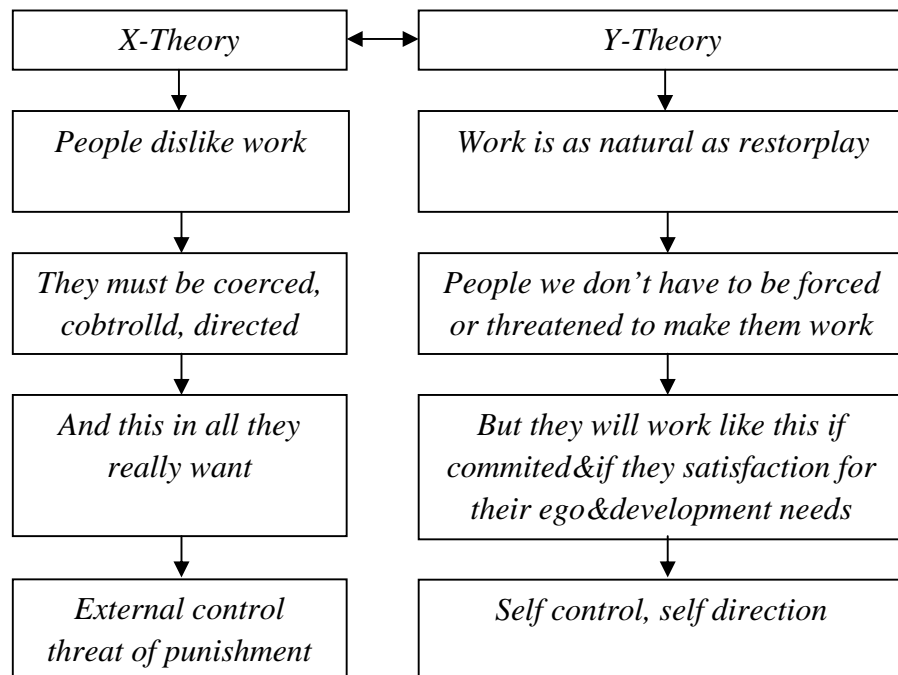 X-Theory
People dislike work
They must be coerced,
cobtrolld, directed
And this in all they
really want
External control
threat of punishment
Y-Theory
Work is as natural as restorplay
People we don’t have to be forced
or threatened to make them work
But they will work like this if
commited&if they satisfaction for
their ego&development needs
Self control, self direction